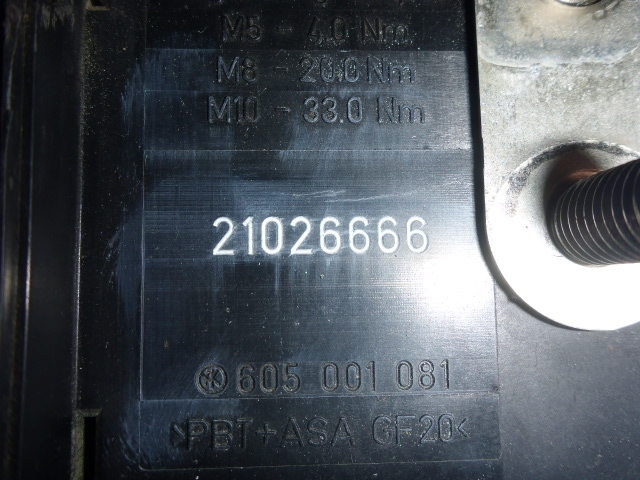 M5 - 4.0 Nm
M8 - 20.0 Nm
M10 - 33.0 Nm
21026666
605 001 081
>PBT+ASA GF20<